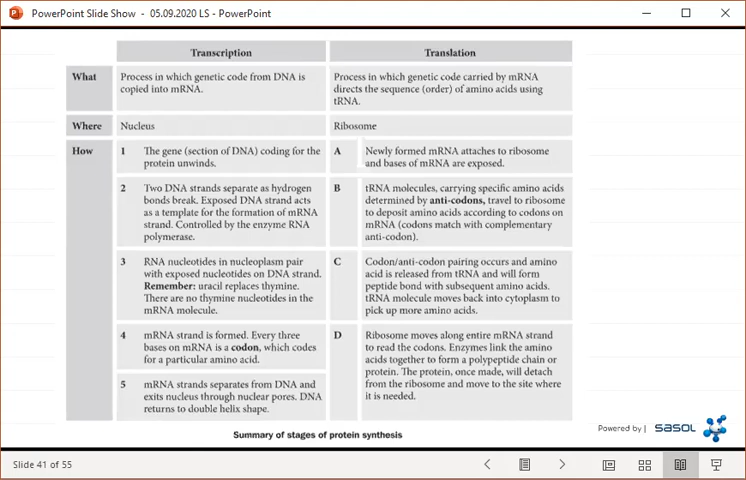 PowerPoint Slide Show - 05.09.2020 LS - PowerPoint
Transcription
Translation
What
Process in which genetic code from DNA is
copied into mRNA.
Process in which genetic code carried by mRNA
directs the sequence (order) of amino acids using
tRNA.
Where
Nucleus
Ribosome
How
1 The gene (section of DNA) coding for the
protein unwinds.
A Newly formed mRNA attaches to ribosome
and bases of mRNA are exposed.
2 Two DNA strands separate as hydrogen
bonds break. Exposed DNA strand acts
as a template for the formation of mRNA
strand. Controlled by the enzyme RNA
polymerase.
B tRNA molecules, carrying specific amino acids
determined by anti-codons, travel to ribosome
to deposit amino acids according to codons on
mRNA (codons match with complementary
anti-codon).
3 RNA nucleotides in nucleoplasm pair
with exposed nucleotides on DNA strand.
Remember: uracil replaces thymine.
There are no thymine nucleotides in the
mRNA molecule.
C Codon/anti-codon pairing occurs and amino
acid is released from tRNA and will form
peptide bond with subsequent amino acids.
tRNA molecule moves back into cytoplasm to
pick up more amino acids.
4 mRNA strand is formed. Every three
bases on mRNA is a codon, which codes
for a particular amino acid.
5 mRNA strands separates from DNA and
exits nucleus through nuclear pores. DNA
returns to double helix shape.
D Ribosome moves along entire mRNA strand
to read the codons. Enzymes link the amino
acids together to form a polypeptide chain or
protein. The protein, once made, will detach
from the ribosome and move to the site where
it is needed.
Summary of stages of protein synthesis
Powered by | sasol
Slide 41 of 55